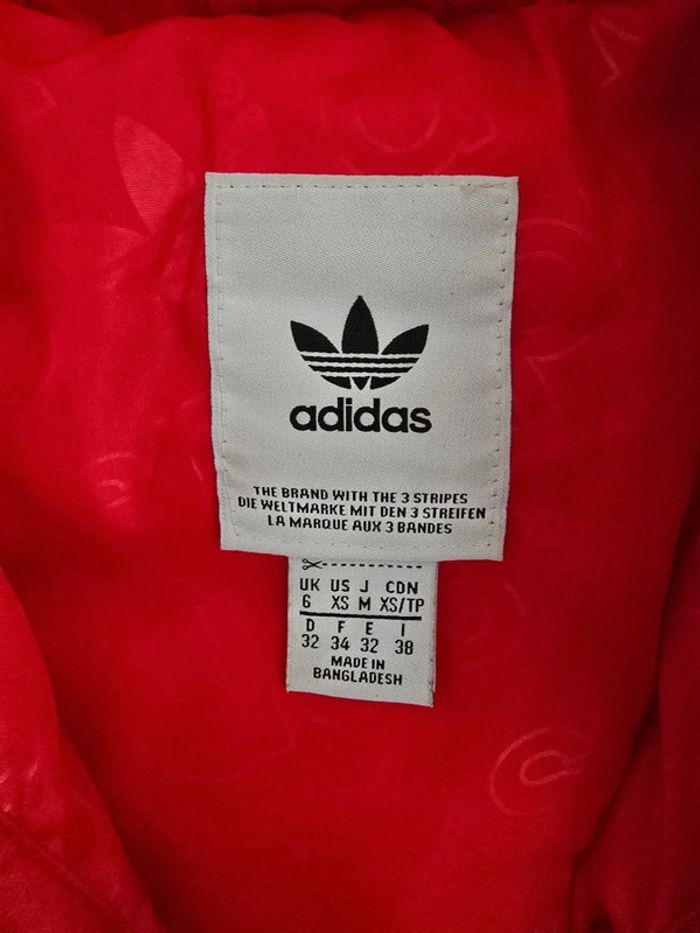 adidas
THE BRAND WITH THE 3 STRIPES
DIE WELTMARKE MIT DEN 3 STREIFEN
LA MARQUE AUX 3 BANDES
UK US J CDN
6 XS M XS/TP
D F E I
32 34 32 38
MADE IN
BANGLADESH